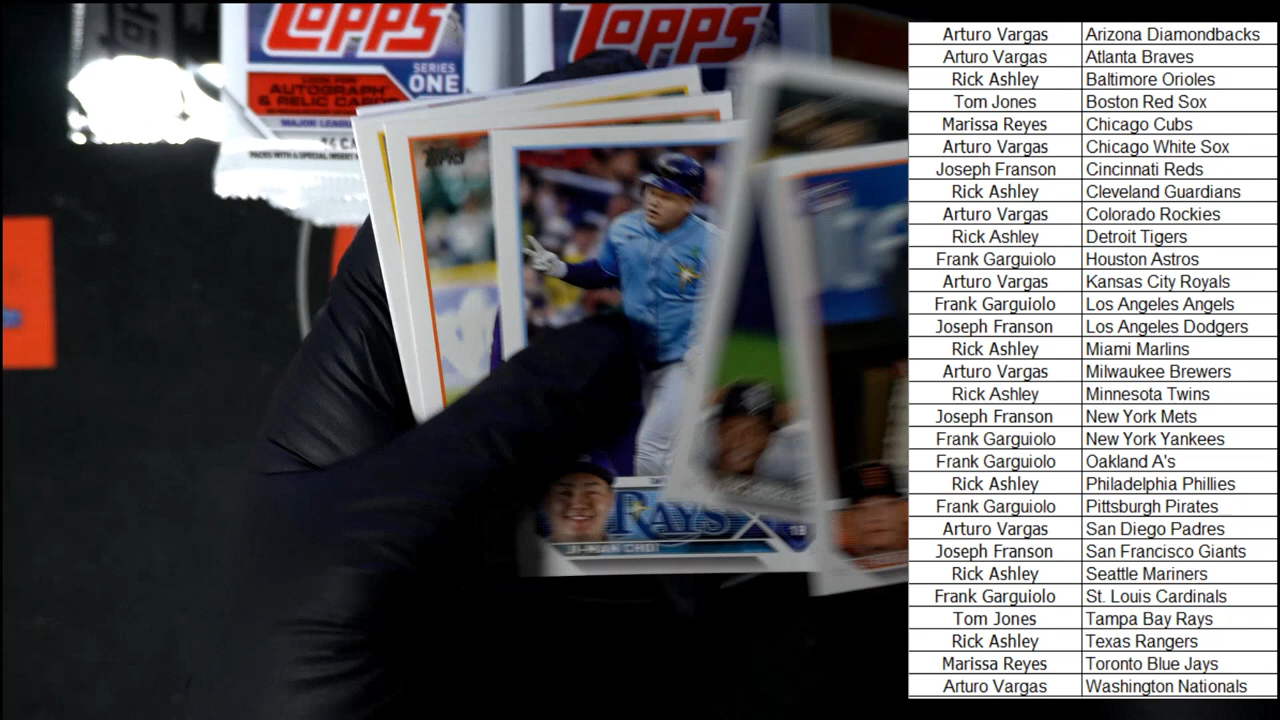 TOPPS
SERIES
ONE
LOOK FOR
AUTOGRAPH
& RELIC CARDS
MAJOR LEAGUE
TOPPS
TOPPS
RAYS
18
JI-MAN CHOI
Arturo Vargas Arizona Diamondbacks
Arturo Vargas Atlanta Braves
Rick Ashley Baltimore Orioles
Tom Jones Boston Red Sox
Marissa Reyes Chicago Cubs
Arturo Vargas Chicago White Sox
Joseph Franson Cincinnati Reds
Rick Ashley Cleveland Guardians
Arturo Vargas Colorado Rockies
Rick Ashley Detroit Tigers
Frank Garguiolo Houston Astros
Arturo Vargas Kansas City Royals
Frank Garguiolo Los Angeles Angels
Joseph Franson Los Angeles Dodgers
Rick Ashley Miami Marlins
Arturo Vargas Milwaukee Brewers
Rick Ashley Minnesota Twins
Joseph Franson New York Mets
Frank Garguiolo New York Yankees
Frank Garguiolo Oakland A's
Rick Ashley Philadelphia Phillies
Frank Garguiolo Pittsburgh Pirates
Arturo Vargas San Diego Padres
Joseph Franson San Francisco Giants
Rick Ashley Seattle Mariners
Frank Garguiolo St. Louis Cardinals
Tom Jones Tampa Bay Rays
Rick Ashley Texas Rangers
Marissa Reyes Toronto Blue Jays
Arturo Vargas Washington Nationals